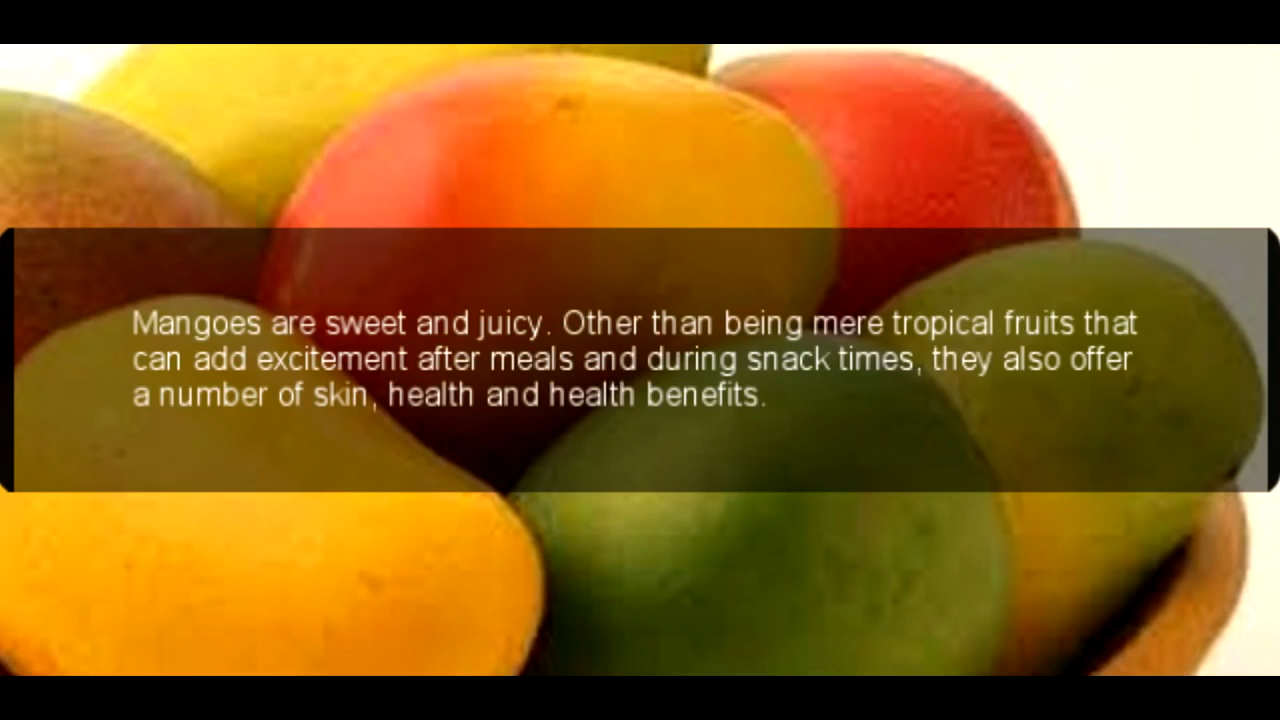 Mangoes are sweet and juicy. Other than being mere tropical fruits that
can add excitement after meals and during snack times, they also offer
a number of skin, health and health benefits.